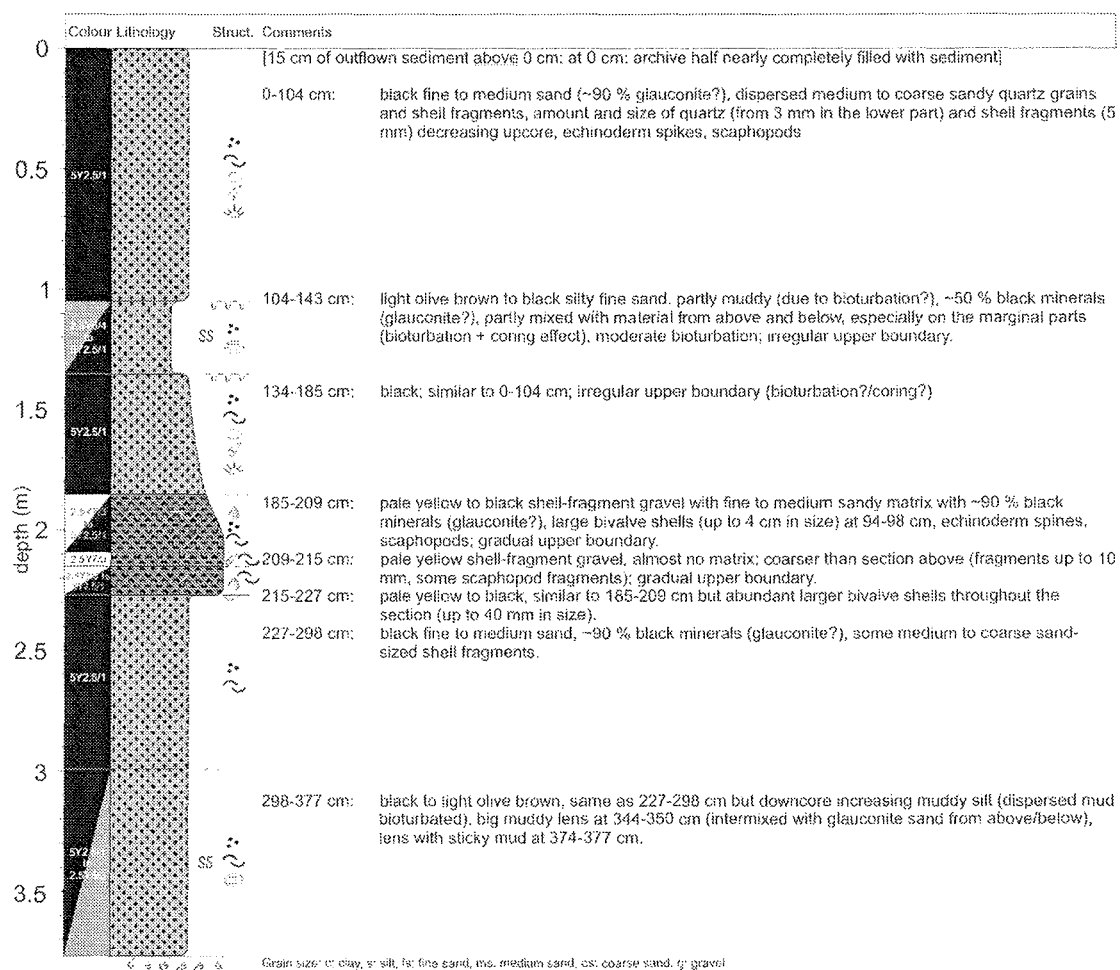 Colour Lithology Struct. Comments
0
[15 cm of outflown sediment above 0 cm; at 0 cm: archive half nearly completely filled with sediment]
0-104 cm: black fine to medium sand (~90 % glauconite?), dispersed medium to coarse sandy quartz grains
and shell fragments, amount and size of quartz (from 3 mm in the lower part) and shell fragments (5
mm) decreasing upcore, echinoderm spikes, scaphopods
0.5
5Y2.5/1
1
104-143 cm: light olive brown to black silty fine sand, partly muddy (due to bioturbation?), ~50 % black minerals
(glauconite?), partly mixed with material from above and below, especially on the marginal parts
(bioturbation + coring effect), moderate bioturbation; irregular upper boundary.
SS
134-185 cm: black; similar to 0-104 cm; irregular upper boundary (bioturbation?/coring?)
1.5
5Y2.5/1
depth (m)
185-209 cm: pale yellow to black shell-fragment gravel with fine to medium sandy matrix with ~90 % black
minerals (glauconite?), large bivalve shells (up to 4 cm in size) at 94-98 cm, echinoderm spines,
scaphopods; gradual upper boundary.
2
209-215 cm: pale yellow shell-fragment gravel, almost no matrix; coarser than section above (fragments up to 10
mm, some scaphopod fragments); gradual upper boundary.
215-227 cm: pale yellow to black, similar to 185-209 cm but abundant larger bivalve shells throughout the
section (up to 40 mm in size).
227-298 cm: black fine to medium sand, ~90 % black minerals (glauconite?), some medium to coarse sand-
sized shell fragments.
2.5
5Y2.5/1
3
298-377 cm: black to light olive brown, same as 227-298 cm but downcore increasing muddy silt (dispersed mud
bioturbated), big muddy lens at 344-350 cm (intermixed with glauconite sand from above/below),
lens with sticky mud at 374-377 cm.
SS
3.5
Grain size: c: clay, s: silt, fs: fine sand, ms: medium sand, cs: coarse sand, g: gravel